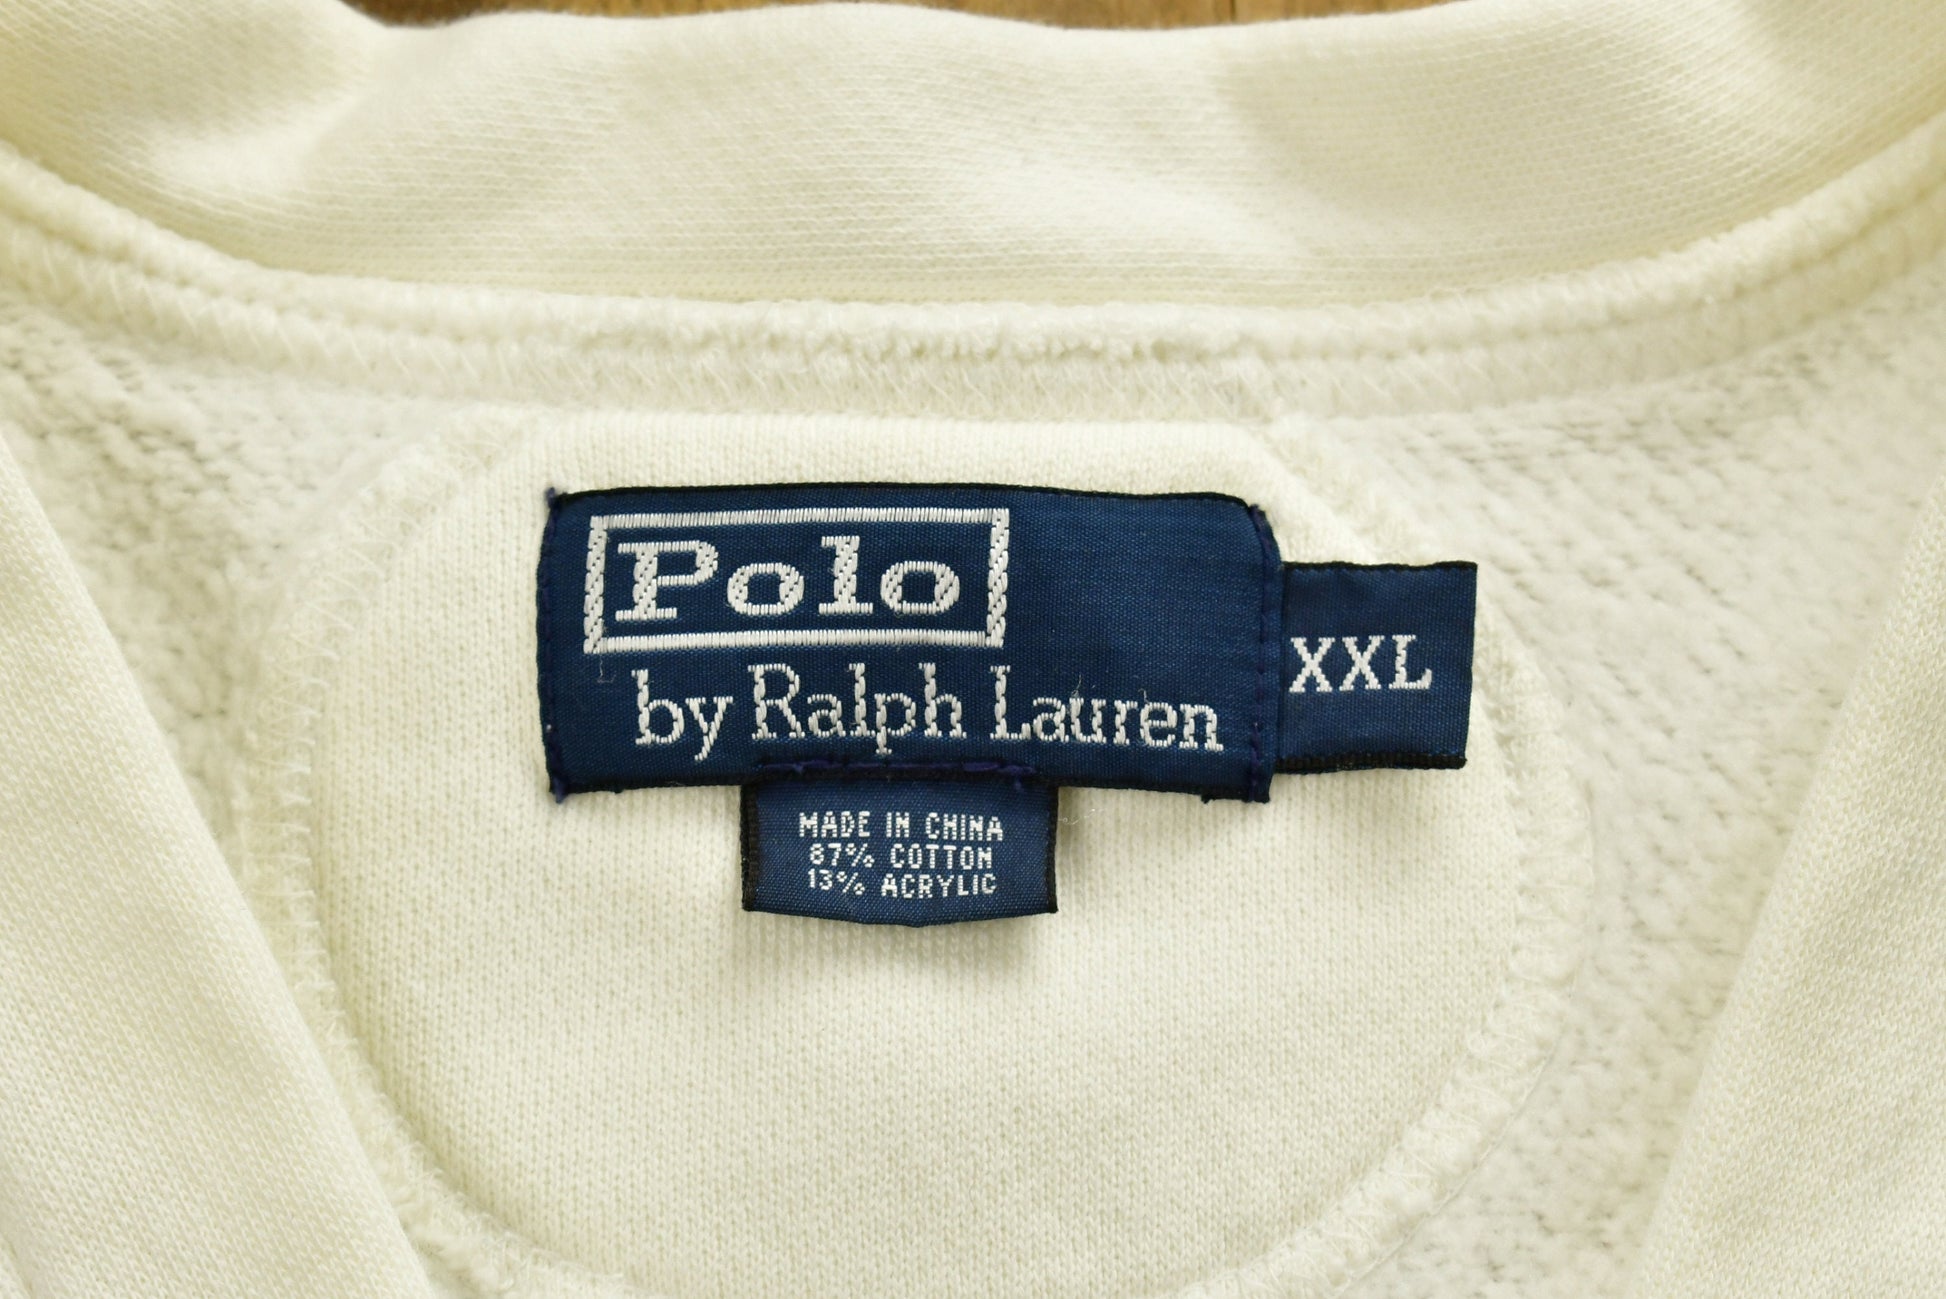 Polo
by Ralph Lauren
XXL
MADE IN CHINA
87% COTTON
13% ACRYLIC